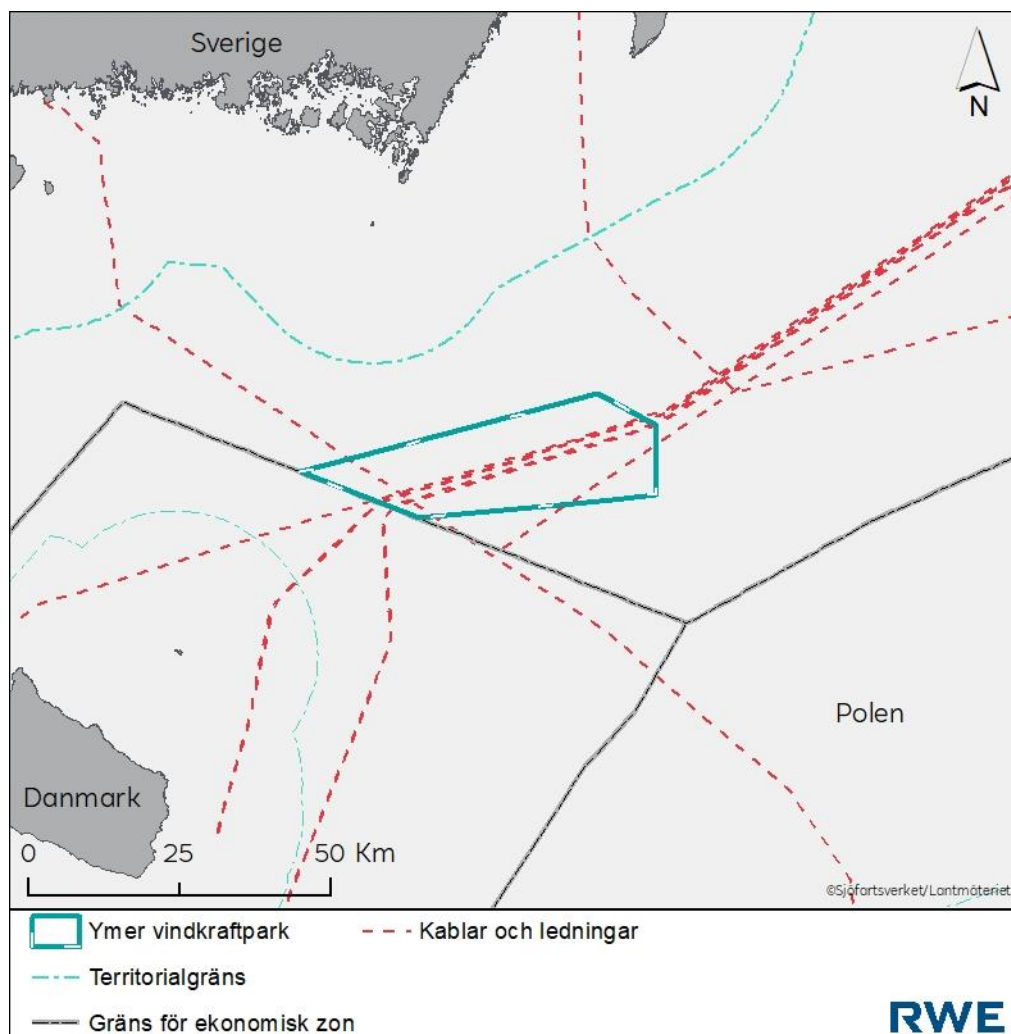 Sverige
N
Polen
Danmark
0 25 50 Km
©Sjöfartsverket/Lantmäteriet
Ymer vindkraftpark
Kablar och ledningar
Territorialgräns
Gräns för ekonomisk zon
RWE